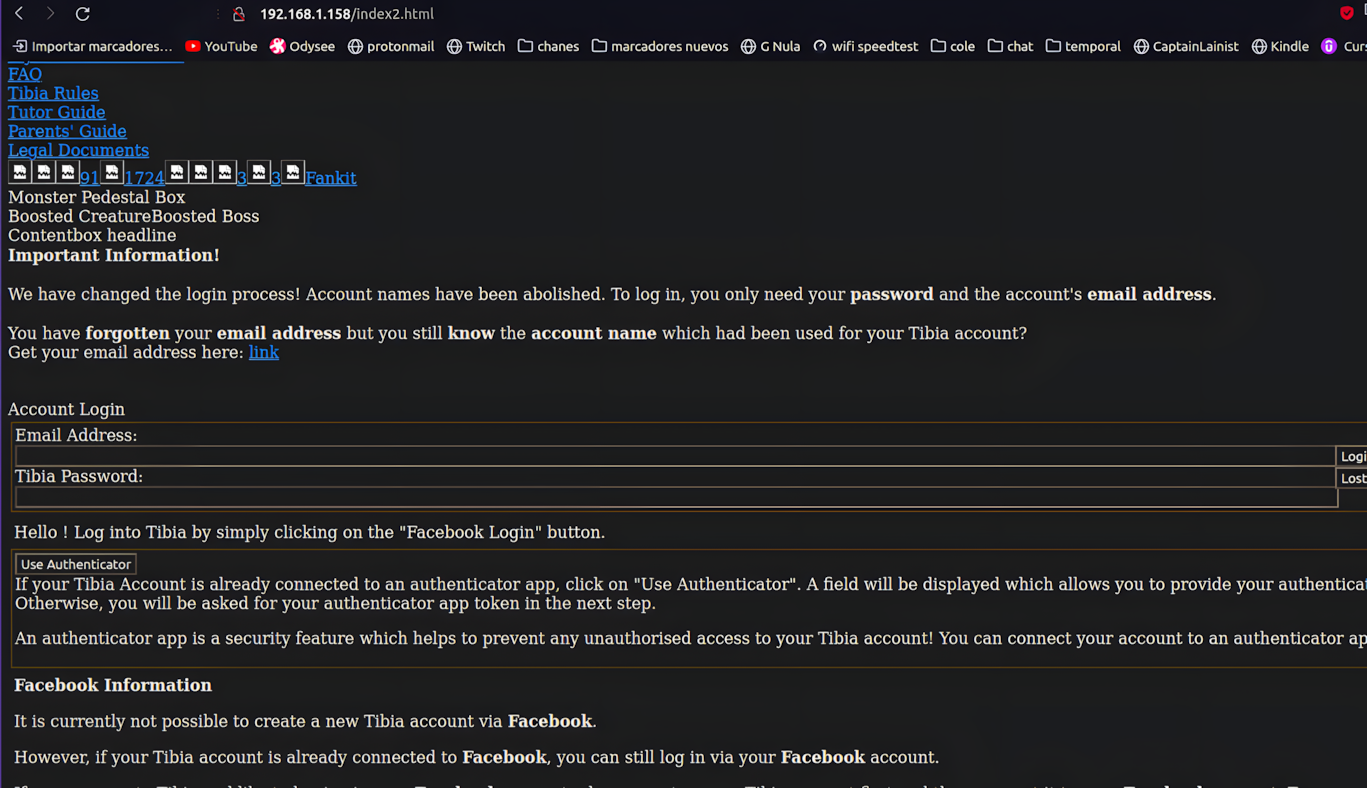 192.168.1.158/index2.html
Importar marcadores... YouTube Odysee protonmail Twitch chanes marcadores nuevos G Nula wifi speedtest cole chat temporal CaptainLainist Kindle Curs
FAQ
Tibia Rules
Tutor Guide
Parents' Guide
Legal Documents
91 1724 3 3 Fankit
Monster Pedestal Box
Boosted CreatureBoosted Boss
Contentbox headline
Important Information!
We have changed the login process! Account names have been abolished. To log in, you only need your password and the account's email address.
You have forgotten your email address but you still know the account name which had been used for your Tibia account?
Get your email address here: link
Account Login
Email Address:
Logi
Tibia Password:
Lost
Hello ! Log into Tibia by simply clicking on the "Facebook Login" button.
Use Authenticator
If your Tibia Account is already connected to an authenticator app, click on "Use Authenticator". A field will be displayed which allows you to provide your authenticat
Otherwise, you will be asked for your authenticator app token in the next step.
An authenticator app is a security feature which helps to prevent any unauthorised access to your Tibia account! You can connect your account to an authenticator ap
Facebook Information
It is currently not possible to create a new Tibia account via Facebook.
However, if your Tibia account is already connected to Facebook, you can still log in via your Facebook account.